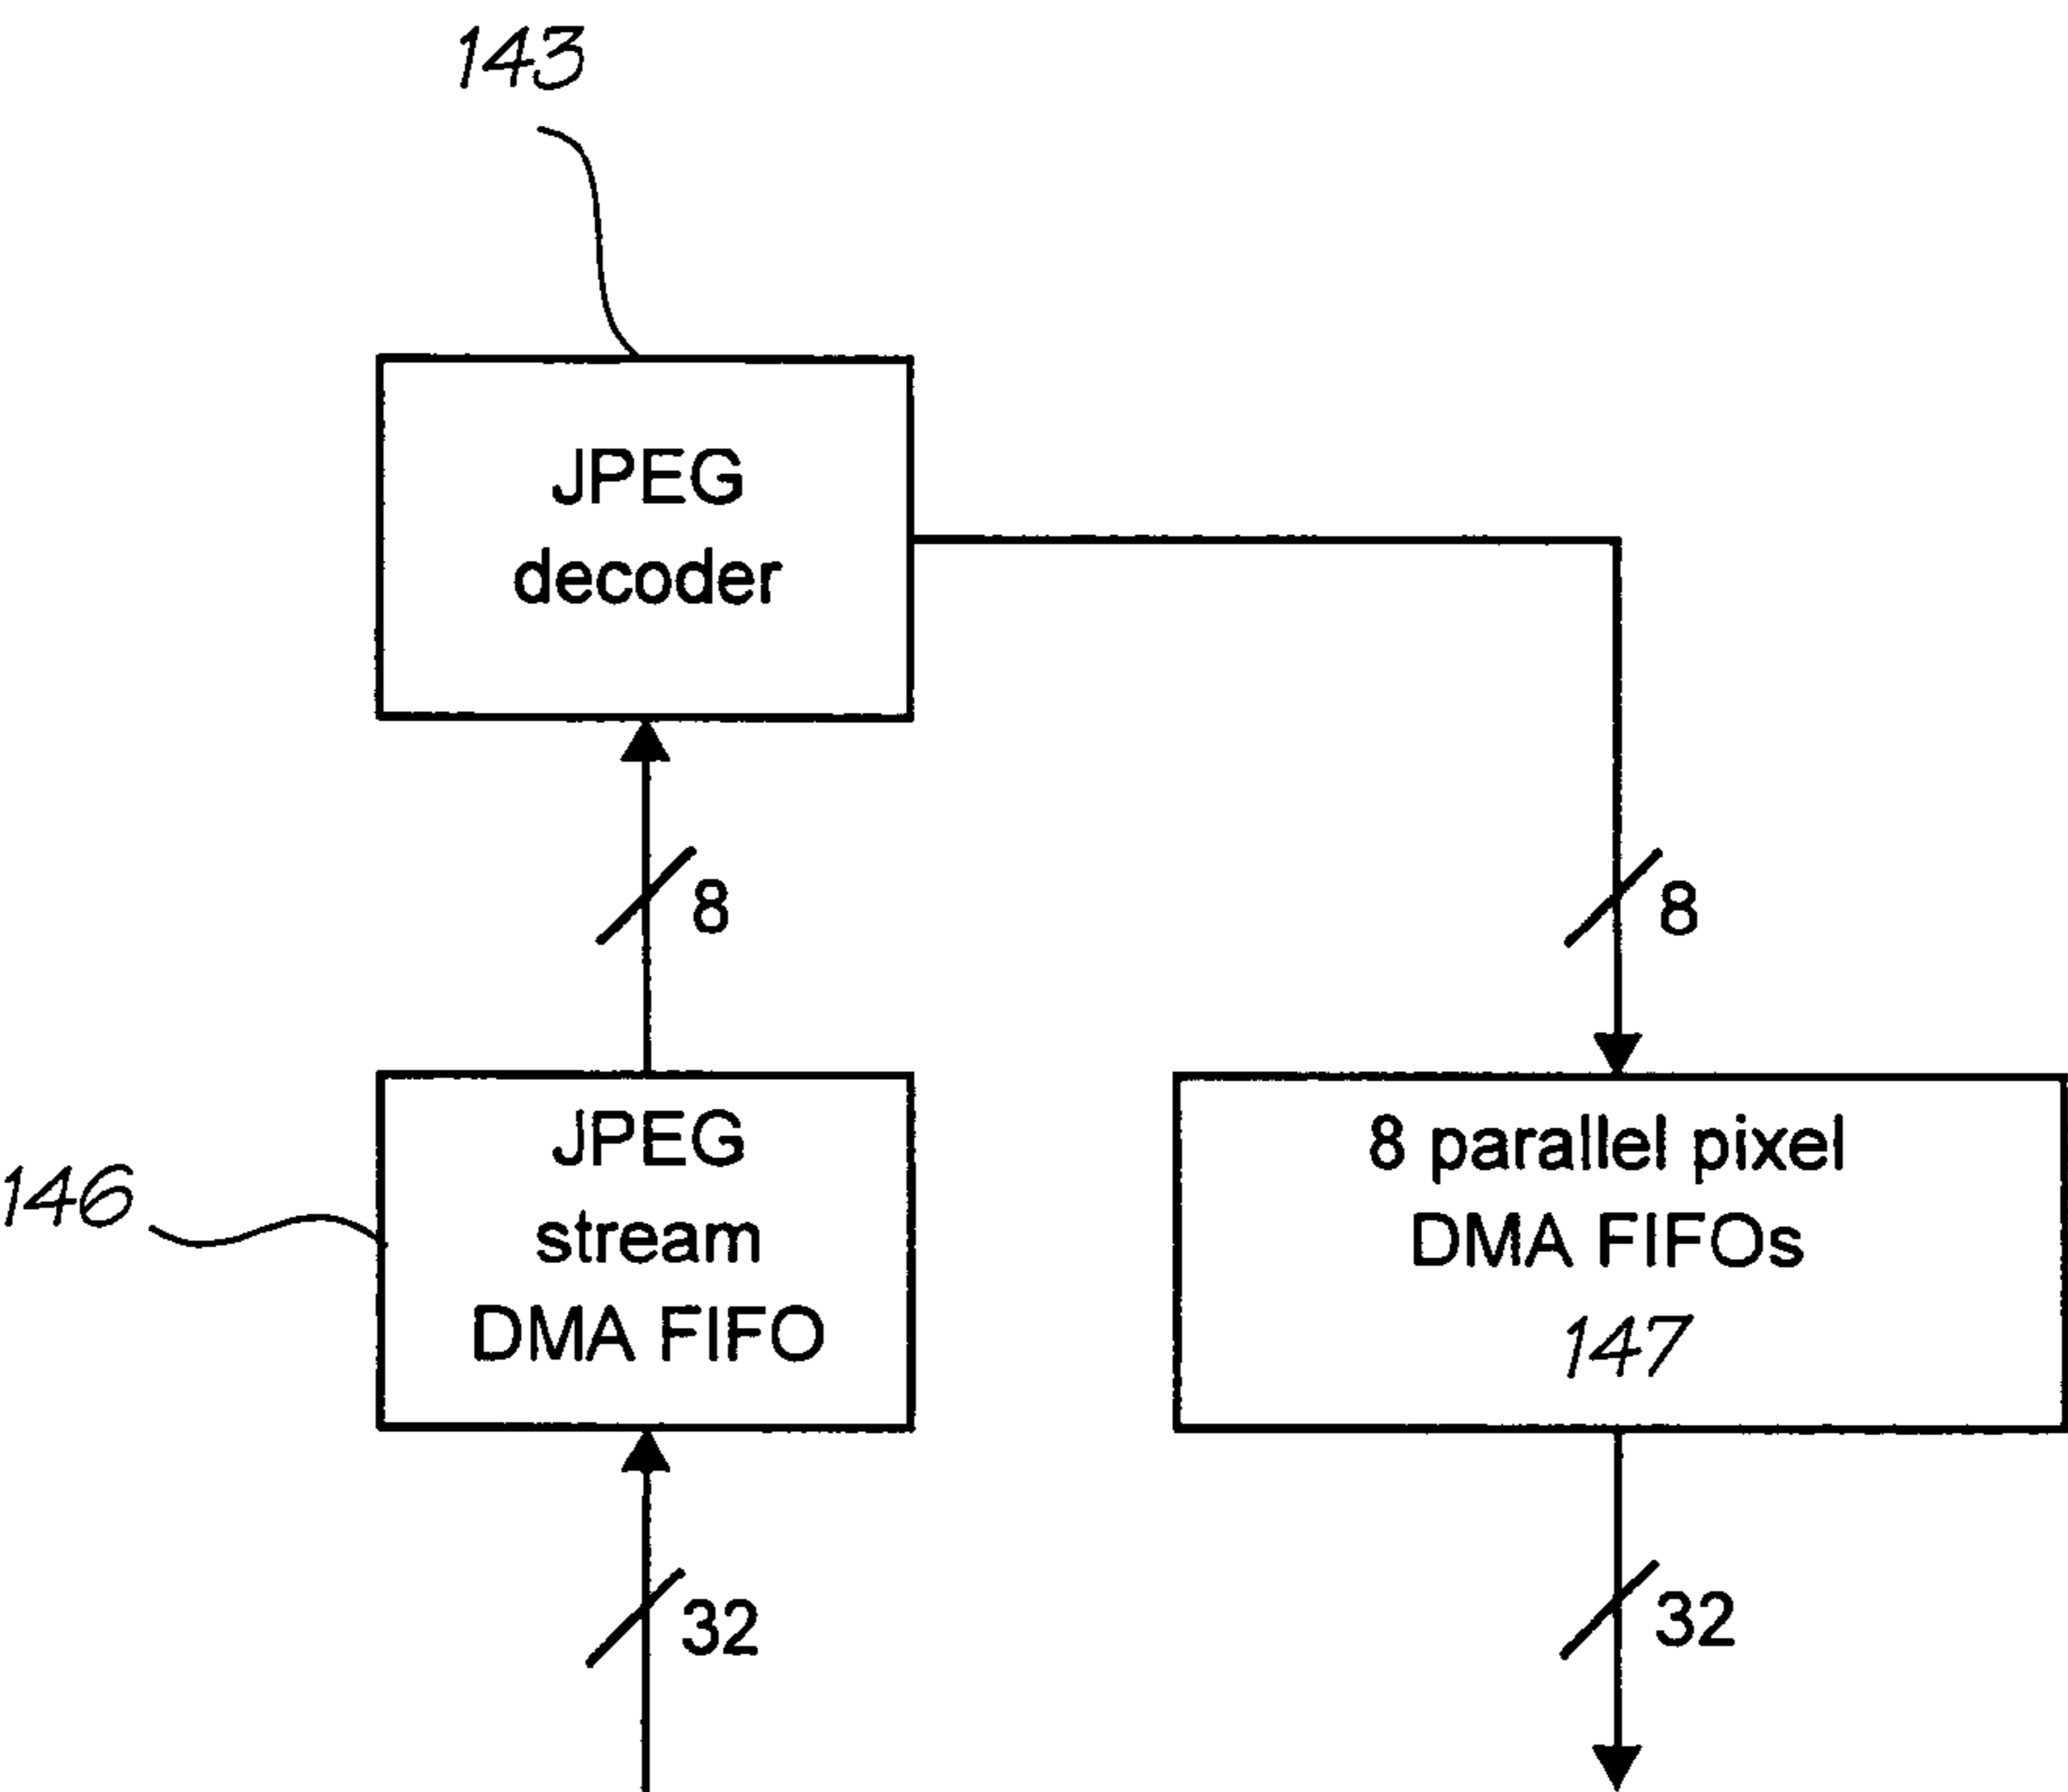 143
JPEG
decoder
8
8
146
JPEG
stream
DMA FIFO
8 parallel pixel
DMA FIFOs
147
32
32